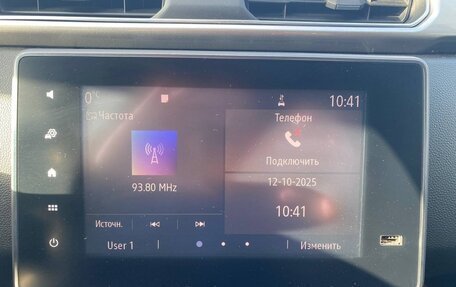 0°
10:41
Частота
Телефон
Подключить
93.80 MHz
12-10-2025
10:41
Источн.
User 1
Изменить